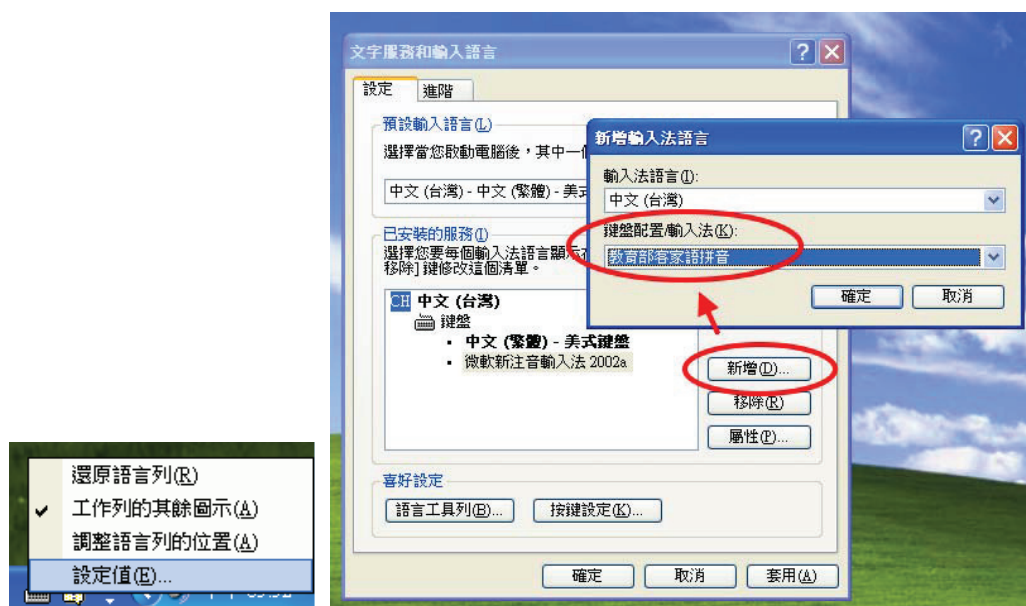 還原語言列(R)
工作列的其餘圖示(A)
調整語言列的位置(A)
設定值(E)...
文字服務和輸入語言
設定
進階
預設輸入語言(L)
選擇當您啟動電腦後，其中一
中文 (台灣) - 中文 (繁體) - 美式
已安裝的服務(I)
選擇您要每個輸入法語言顯示在
移除] 鍵修改這個清單。
CH 中文 (台灣)
鍵盤
• 中文 (繁體) - 美式鍵盤
• 微軟新注音輸入法 2002a
新增(D)...
移除(R)
屬性(P)...
喜好設定
語言工具列(B)...
按鍵設定(K)...
確定
取消
套用(A)
新增輸入法語言
輸入法語言(I):
中文 (台灣)
鍵盤配置/輸入法(K):
教育部客家語拼音
確定
取消